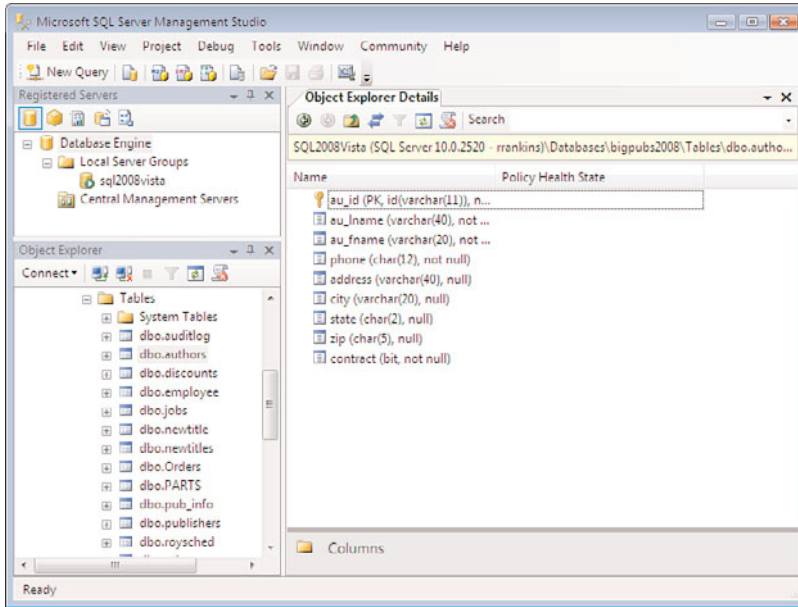 Microsoft SQL Server Management Studio
File Edit View Project Debug Tools Window Community Help
New Query
Registered Servers
Database Engine
Local Server Groups
sql2008vista
Central Management Servers
Object Explorer
Connect
Tables
System Tables
dbo.auditlog
dbo.authors
dbo.discounts
dbo.employee
dbo.jobs
dbo.newtitle
dbo.newtitles
dbo.Orders
dbo.PARTS
dbo.pub_info
dbo.publishers
dbo.roysched
Object Explorer Details
Search
SQL2008Vista (SQL Server 10.0.2520 - rrankins)\Databases\bigpubs2008\Tables\dbo.autho...
Name Policy Health State
au_id (PK, id(varchar(11)), n...
au_lname (varchar(40), not ...
au_fname (varchar(20), not ...
phone (char(12), not null)
address (varchar(40), null)
city (varchar(20), null)
state (char(2), null)
zip (char(5), null)
contract (bit, not null)
Columns
Ready